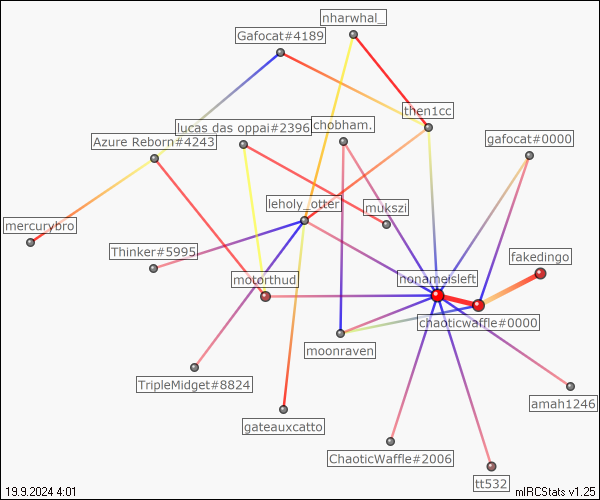 nharwhal_
Gafocat#4189
then1cc
lucas das oppai#2396
chobham.
Azure Reborn#4243
gafocat#0000
leholy_otter
mukszi
mercurybro
Thinker#5995
fakedingo
motorthud
nonameisleft
chaoticwaffle#0000
moonraven
TripleMidget#8824
amah1246
gateauxcatto
ChaoticWaffle#2006
tt532
19.9.2024 4:01
mIRCStats v1.25